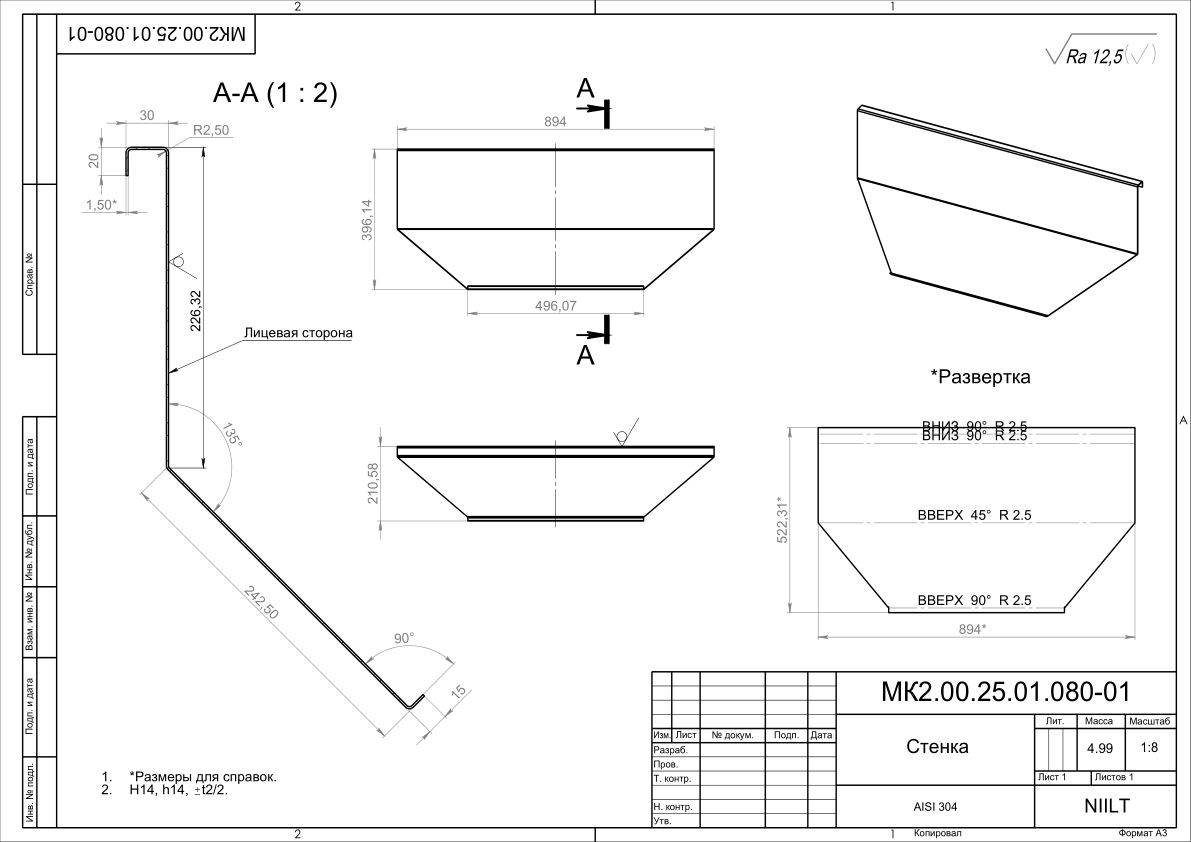 2
1
МК2.00.25.01.080-01
Ra 12,5
А-А (1 : 2)
А
30
R2,50
894
20
1,50*
396,14
Справ. №
226,32
496,07
Лицевая сторона
А
*Развертка
А
135°
ВНИЗ 90° R 2.5
ВНИЗ 90° R 2.5
Подп. и дата
210,58
522,31*
ВВЕРХ 45° R 2.5
Инв. № дубл.
242,50
ВВЕРХ 90° R 2.5
Взам. инв. №
90°
894*
15
Подп. и дата
МК2.00.25.01.080-01
Лит. Масса Масштаб
Изм. Лист № докум. Подп. Дата
Разраб.
Стенка
4.99
1:8
Пров.
Т. контр.
Лист 1
Листов 1
1. *Размеры для справок.
2. H14, h14, ±t2/2.
Инв. № подл.
Н. контр.
AISI 304
NIILT
Утв.
2
1
Копировал
Формат А3